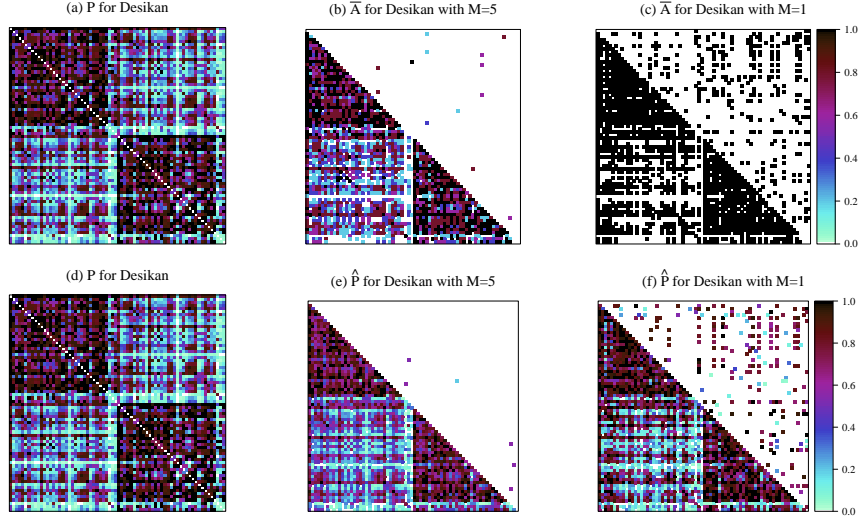 (a) P for Desikan
(b) A̅ for Desikan with M=5
(c) A̅ for Desikan with M=1
1.0
0.8
0.6
0.4
0.2
0.0
(d) P for Desikan
(e) P̂ for Desikan with M=5
(f) P̂ for Desikan with M=1
1.0
0.8
0.6
0.4
0.2
0.0